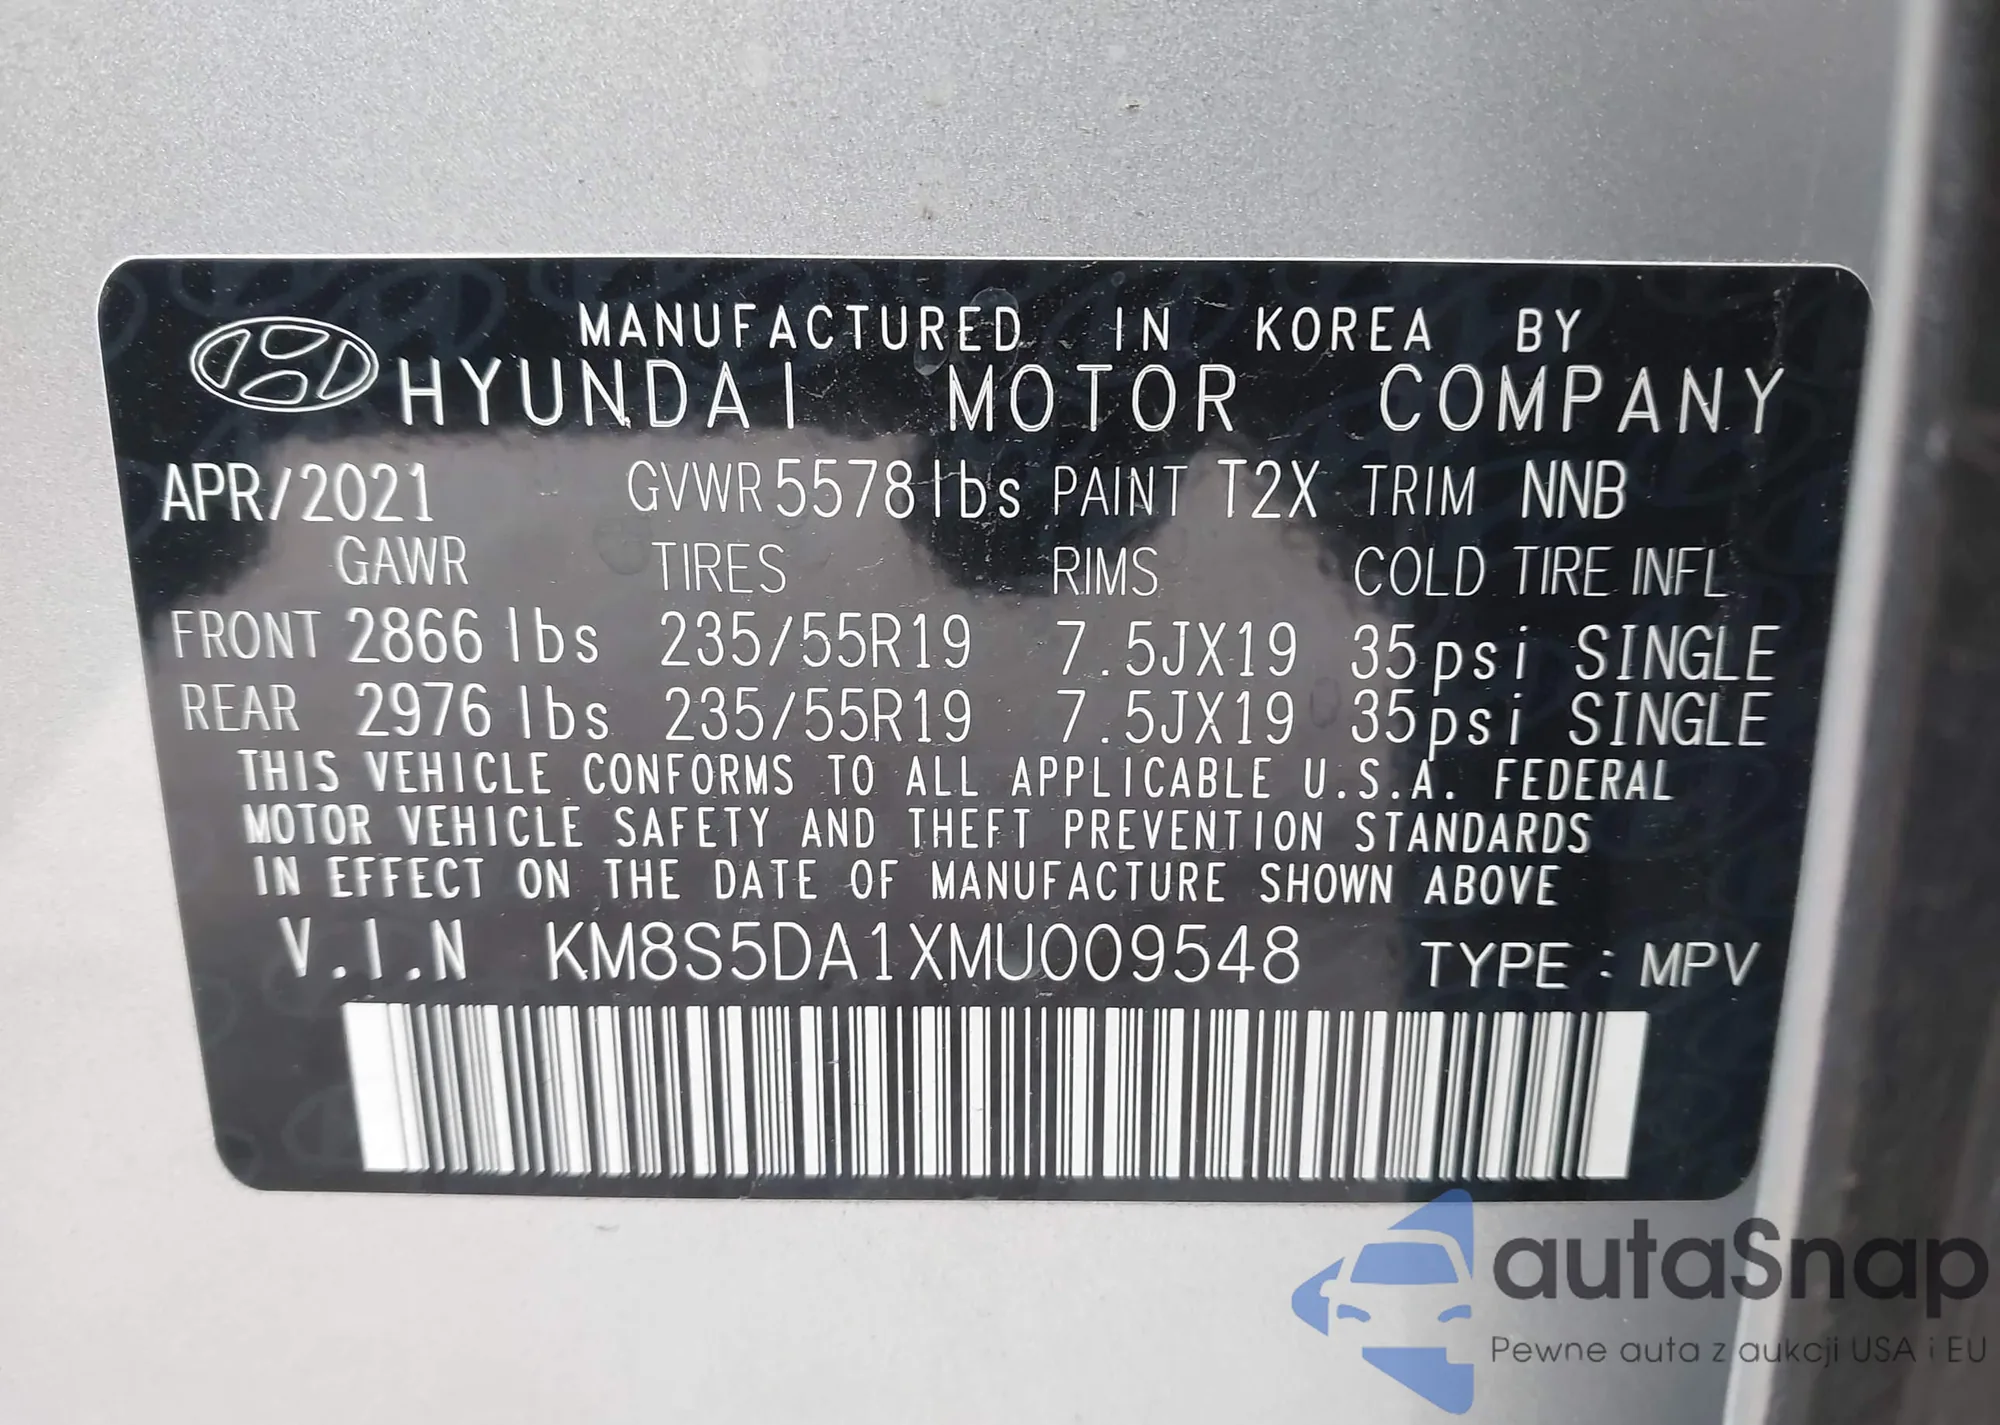 MANUFACTURED IN KOREA BY
HYUNDAI MOTOR COMPANY
APR/2021 GVWR 5578lbs PAINT T2X TRIM NNB
GAWR TIRES RIMS COLD TIRE INFL
FRONT 2866 lbs 235/55R19 7.5JX19 35psi SINGLE
REAR 2976 lbs 235/55R19 7.5JX19 35psi SINGLE
THIS VEHICLE CONFORMS TO ALL APPLICABLE U.S.A. FEDERAL
MOTOR VEHICLE SAFETY AND THEFT PREVENTION STANDARDS
IN EFFECT ON THE DATE OF MANUFACTURE SHOWN ABOVE
V.I.N KM8S5DA1XMU009548 TYPE : MPV
autaSnap
Pewne auta z aukcji USA i EU